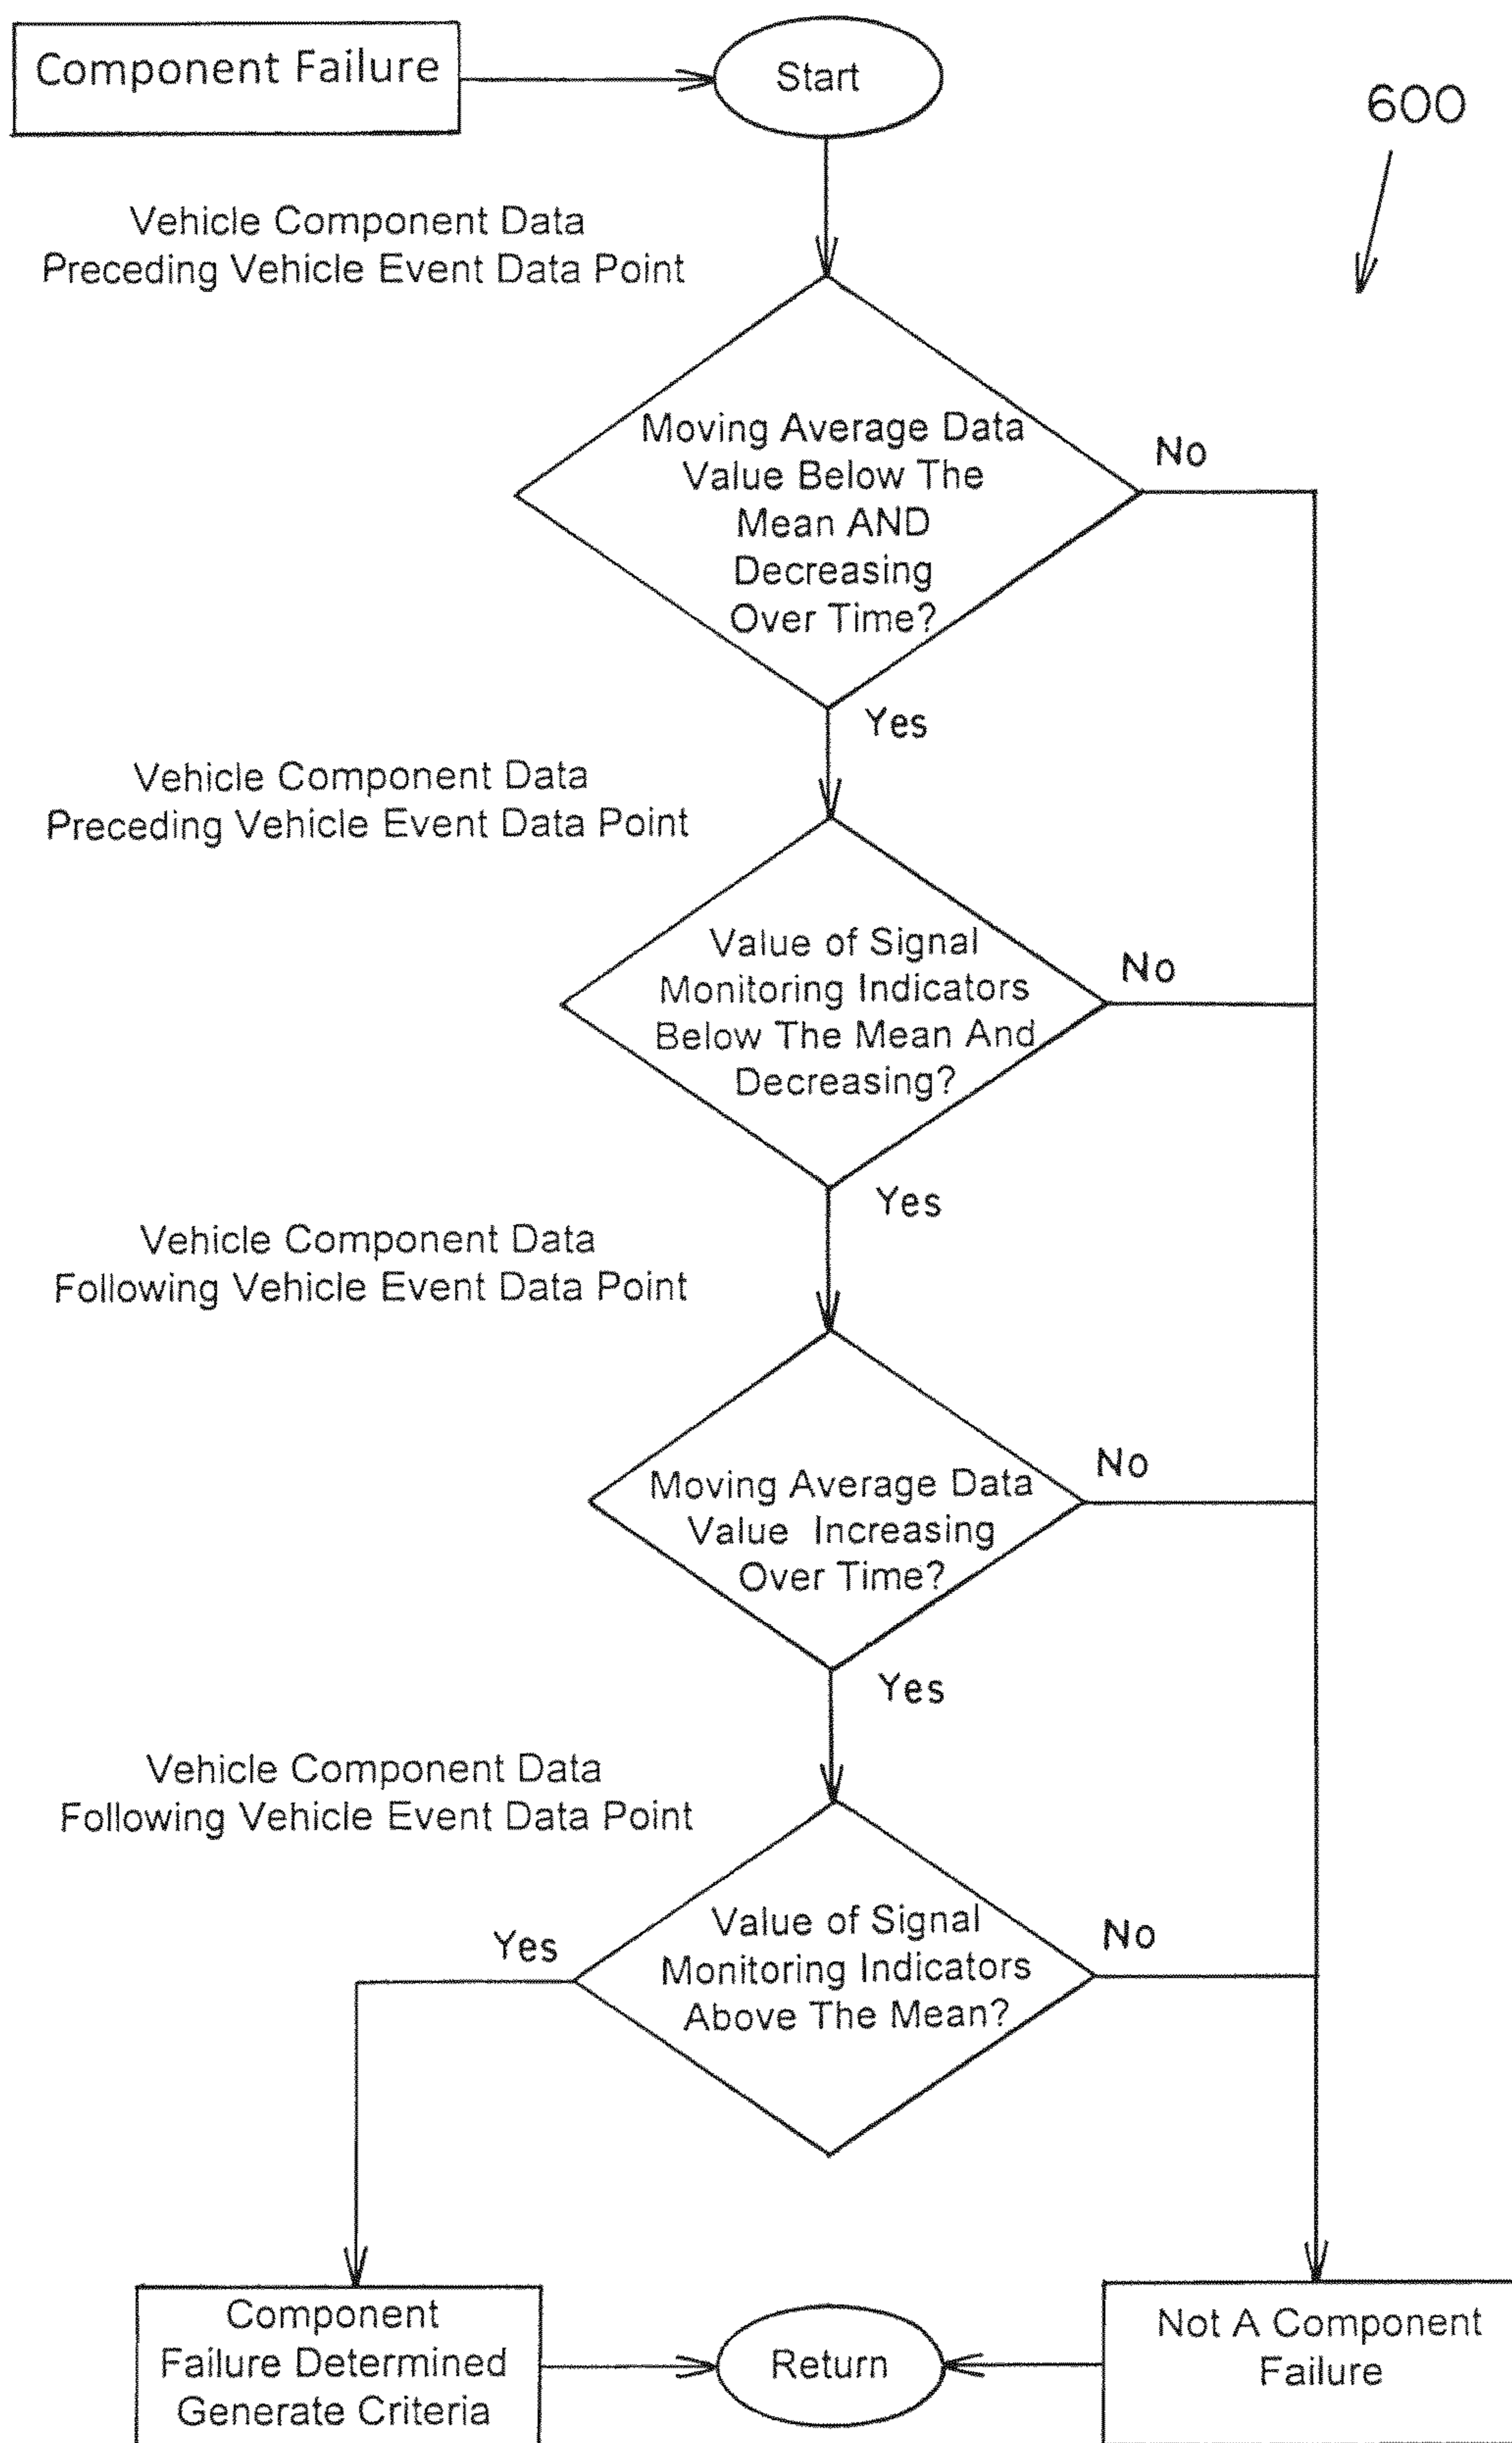 Component Failure
Start
600
Vehicle Component Data
Preceding Vehicle Event Data Point
Moving Average Data
Value Below The
Mean AND
Decreasing
Over Time?
No
Yes
Vehicle Component Data
Preceding Vehicle Event Data Point
Value of Signal
Monitoring Indicators
Below The Mean And
Decreasing?
No
Yes
Vehicle Component Data
Following Vehicle Event Data Point
Moving Average Data
Value Increasing
Over Time?
No
Yes
Vehicle Component Data
Following Vehicle Event Data Point
Value of Signal
Monitoring Indicators
Above The Mean?
Yes
No
Component
Failure Determined
Generate Criteria
Return
Not A Component
Failure